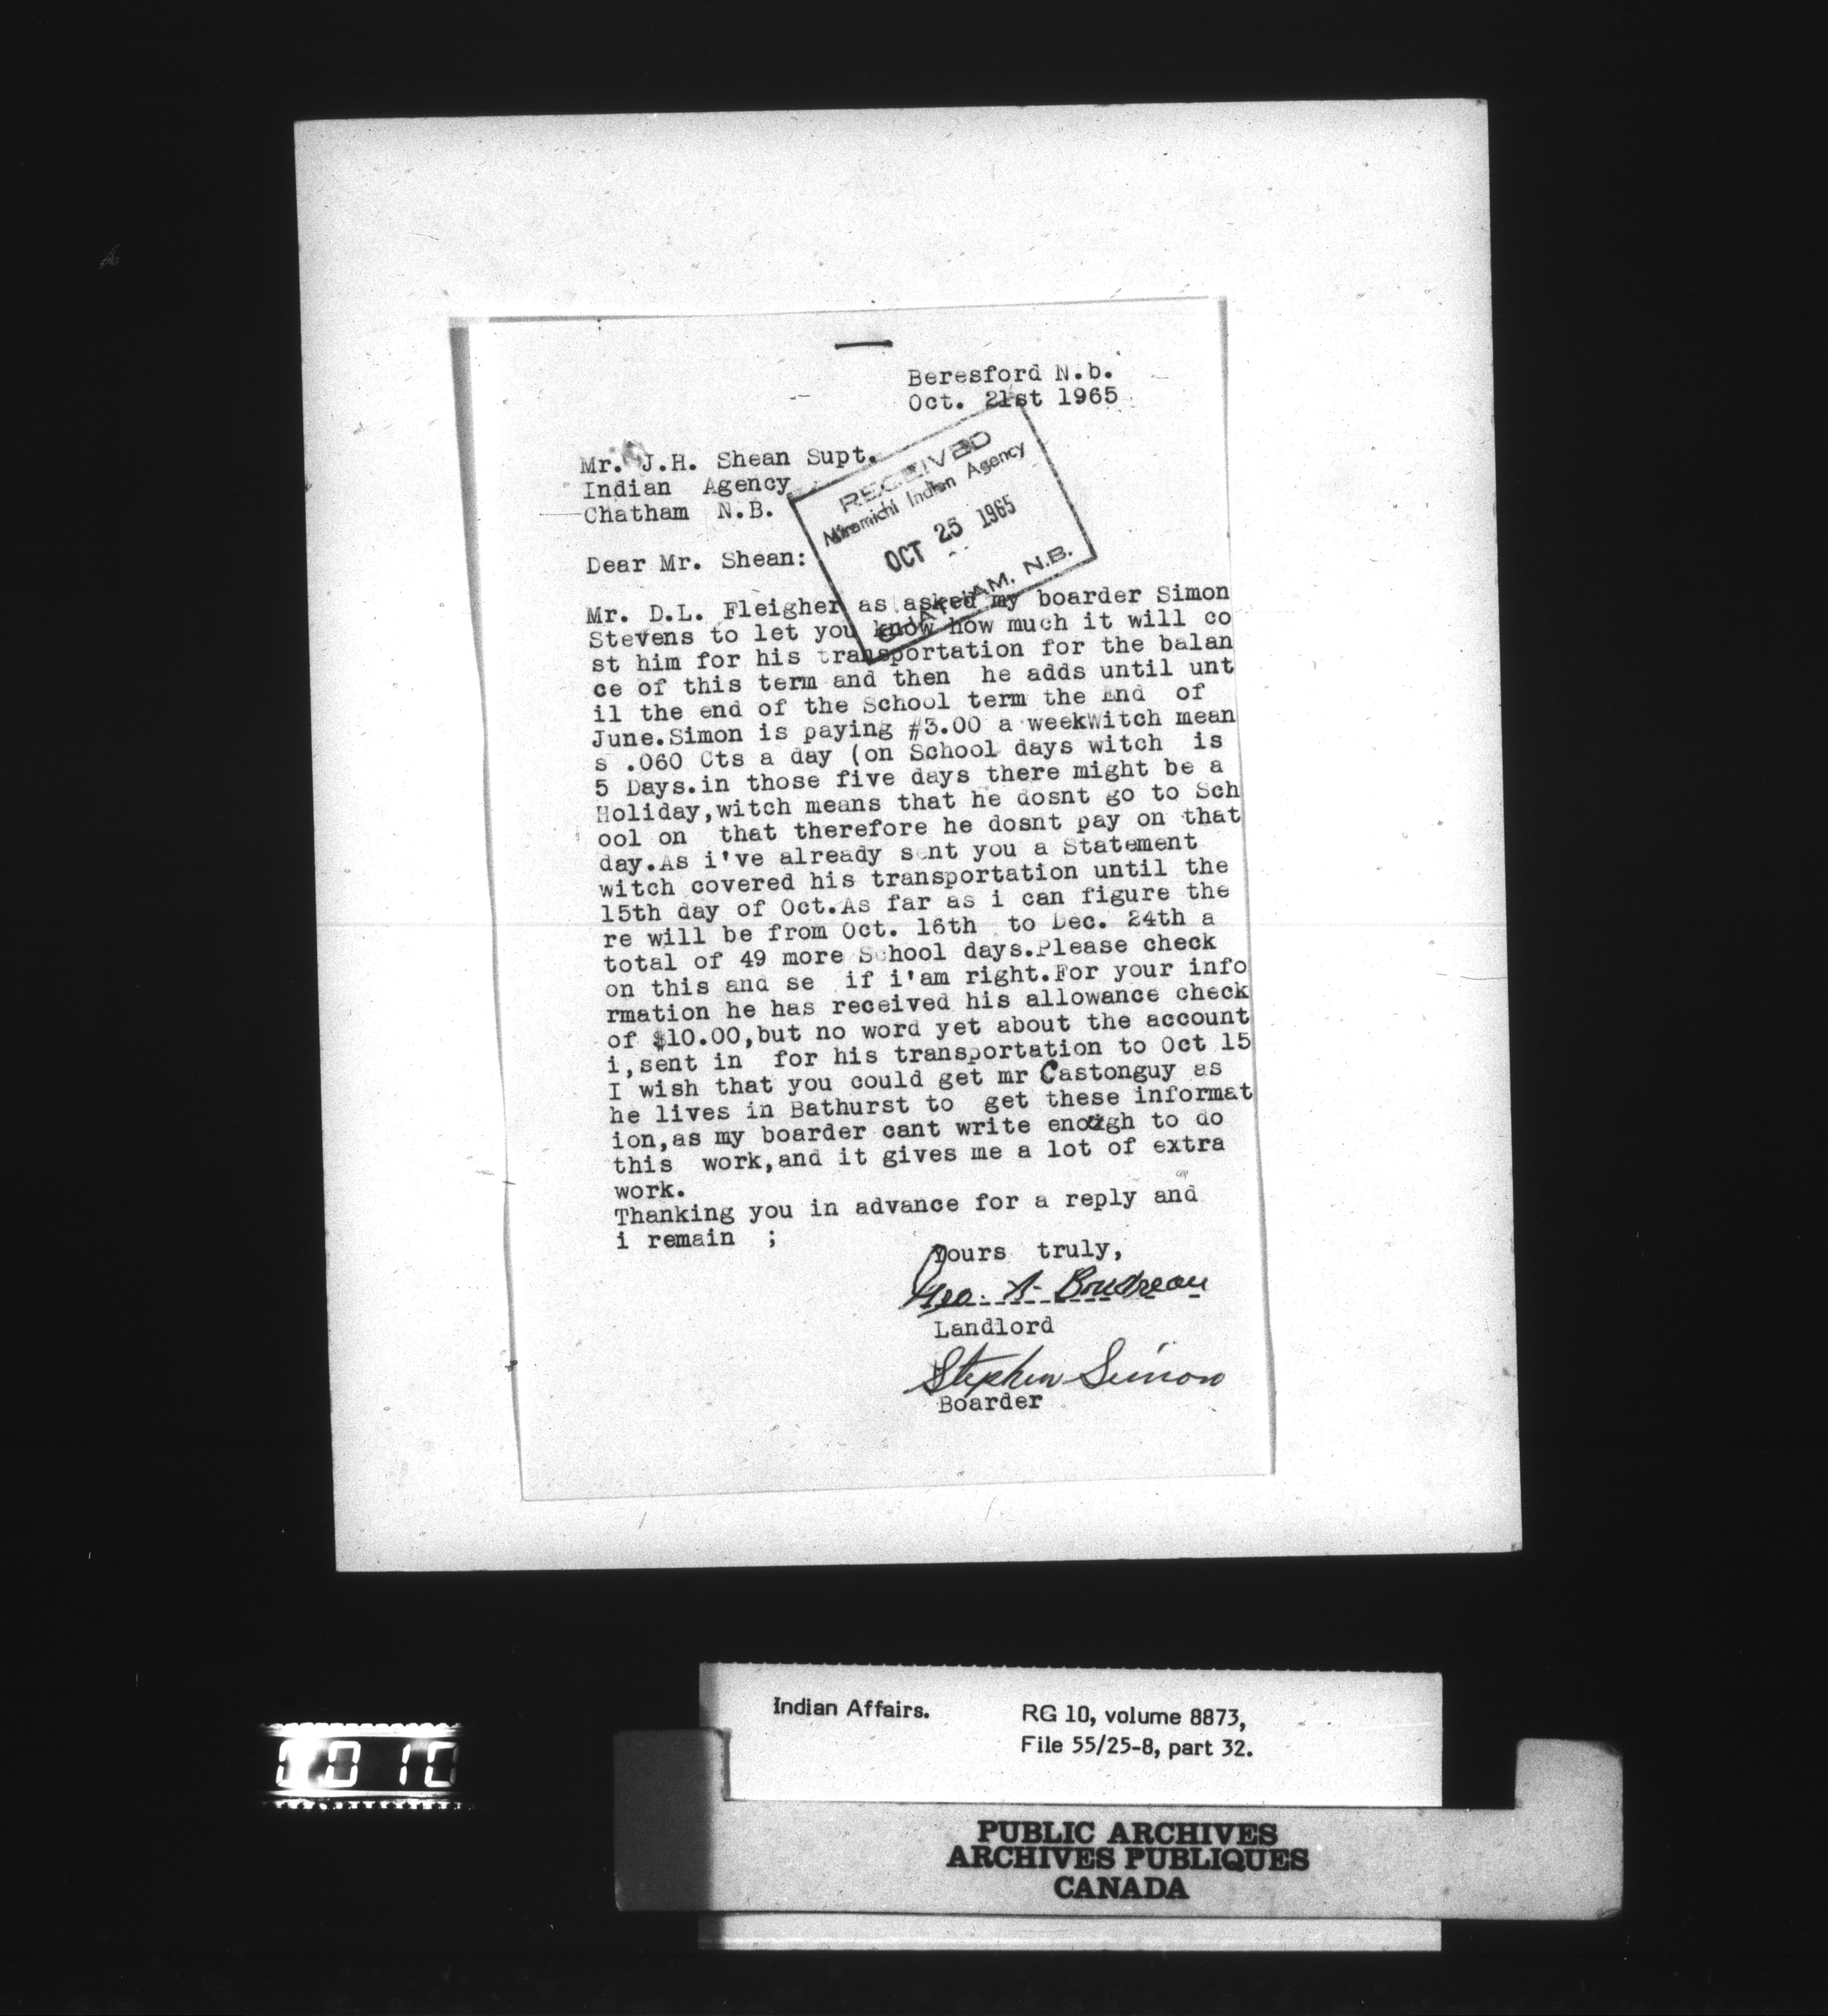 Beresford N.b.
Oct. 21st 1965
Mr. J.H. Shean Supt.
Indian Agency
Chatham N.B.
RECEIVED
Miramichi Indian Agency
OCT 25 1965
CHATHAM, N.B.
Dear Mr. Shean:
Mr. D.L. Fleigher as asked my boarder Simon
Stevens to let you know how much it will co
st him for his transportation for the balan
ce of this term and then he adds until unt
il the end of the School term the End of
June.Simon is paying #3.00 a weekWitch mean
s .060 Cts a day (on School days witch is
5 Days.in those five days there might be a
Holiday,witch means that he dosnt go to Sch
ool on that therefore he dosnt pay on that
day.As i've already sent you a Statement
witch covered his transportation until the
15th day of Oct.As far as i can figure the
re will be from Oct. 16th to Dec. 24th a
total of 49 more School days.Please check
on this and se if i'am right.For your info
rmation he has received his allowance check
of $10.00,but no word yet about the account
i,sent in for his transportation to Oct 15
I wish that you could get mr Castonguy as
he lives in Bathurst to get these informat
ion,as my boarder cant write enough to do
this work,and it gives me a lot of extra
work.
Thanking you in advance for a reply and
i remain ;
Yours truly,
Geo. A Boudreau
Landlord
Stephen Simon
Boarder
Indian Affairs.
RG 10, volume 8873,
File 55/25-8, part 32.
0010
PUBLIC ARCHIVES
ARCHIVES PUBLIQUES
CANADA